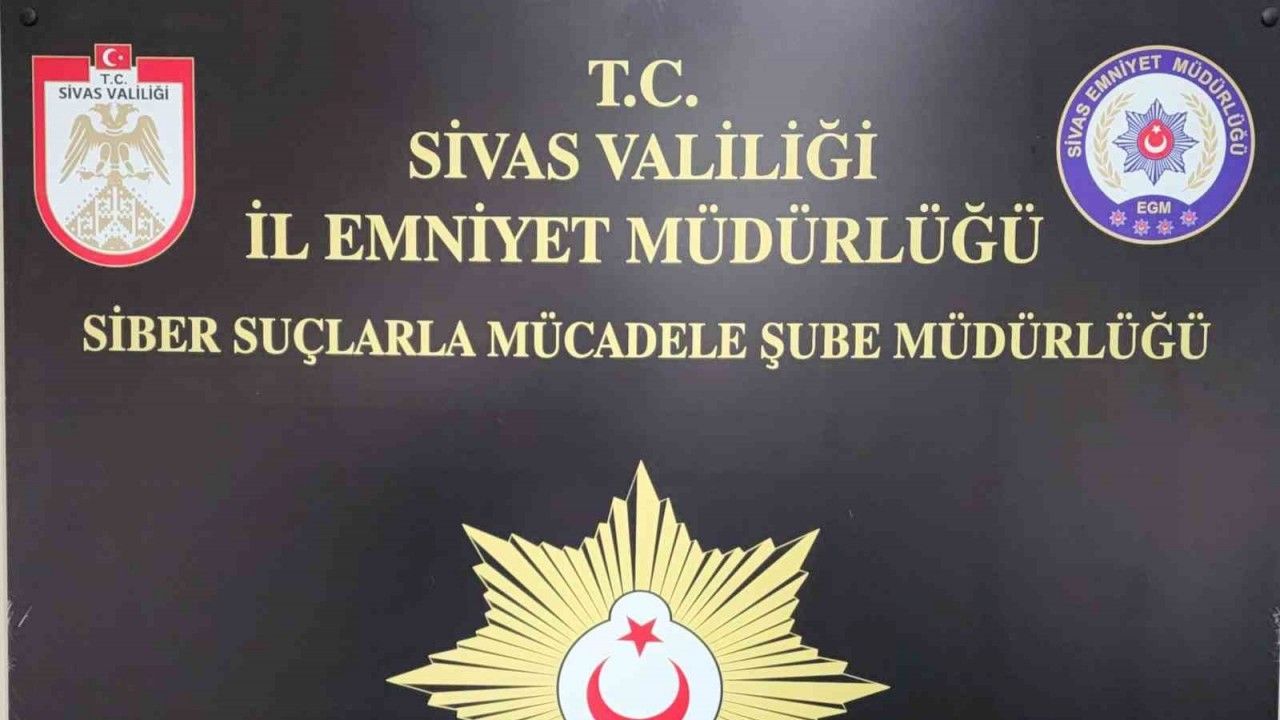 T.C.
SİVAS VALİLİĞİ
T.C.
SİVAS VALİLİĞİ
İL EMNİYET MÜDÜRLÜĞÜ
SİBER SUÇLARLA MÜCADELE ŞUBE MÜDÜRLÜĞÜ
SİVAS EMNİYET MÜDÜRLÜĞÜ
EGM